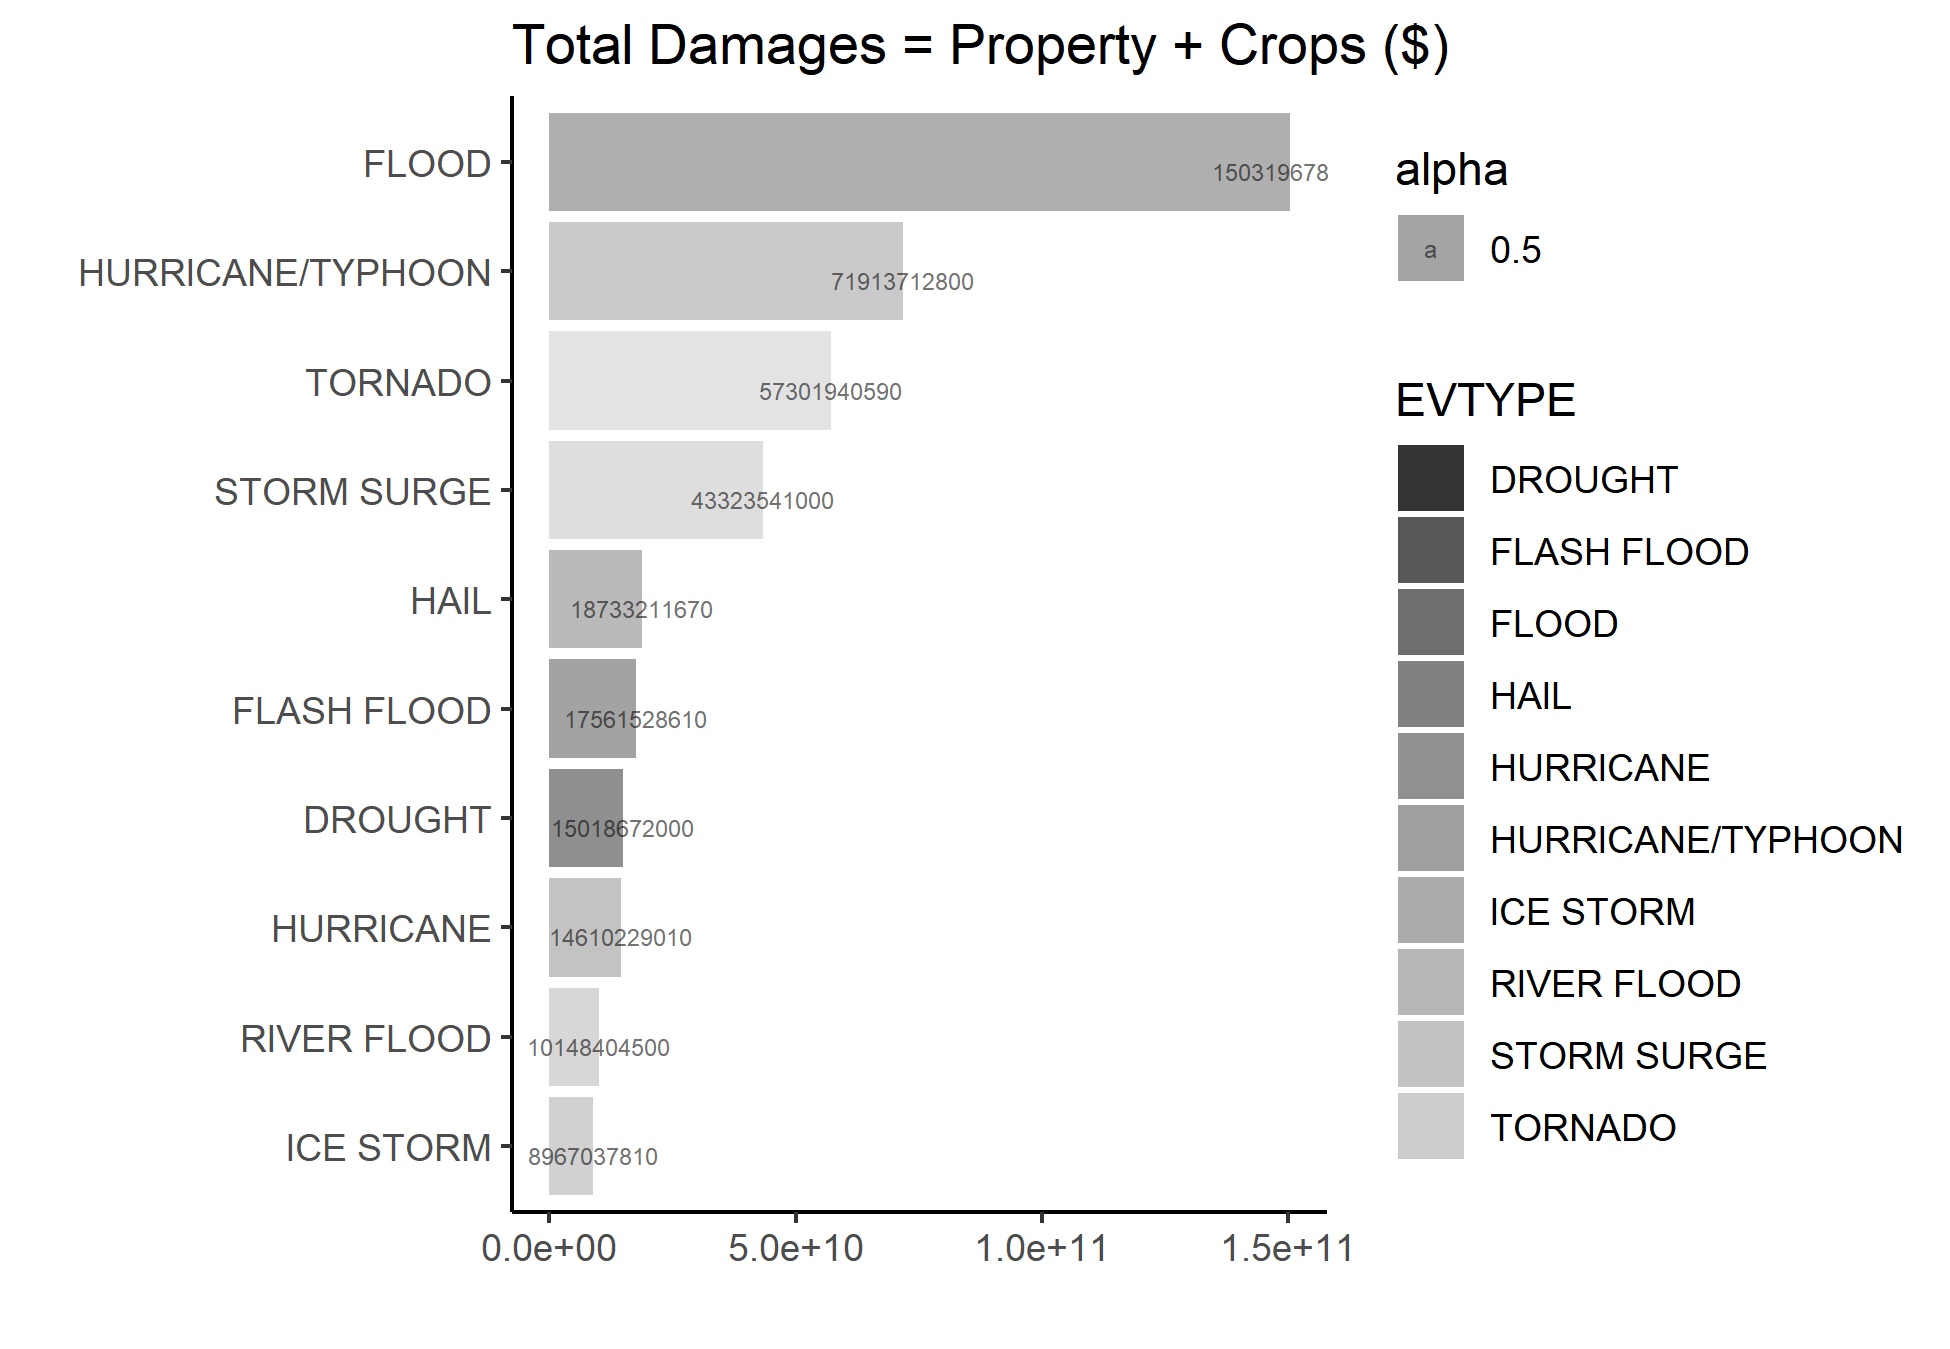 Total Damages = Property + Crops ($)
FLOOD
150319678
HURRICANE/TYPHOON
71913712800
TORNADO
57301940590
STORM SURGE
43323541000
HAIL
18733211670
FLASH FLOOD
17561528610
DROUGHT
15018672000
HURRICANE
14610229010
RIVER FLOOD
10148404500
ICE STORM
8967037810
0.0e+00 5.0e+10 1.0e+11 1.5e+11
alpha
a 0.5
EVTYPE
DROUGHT
FLASH FLOOD
FLOOD
HAIL
HURRICANE
HURRICANE/TYPHOON
ICE STORM
RIVER FLOOD
STORM SURGE
TORNADO